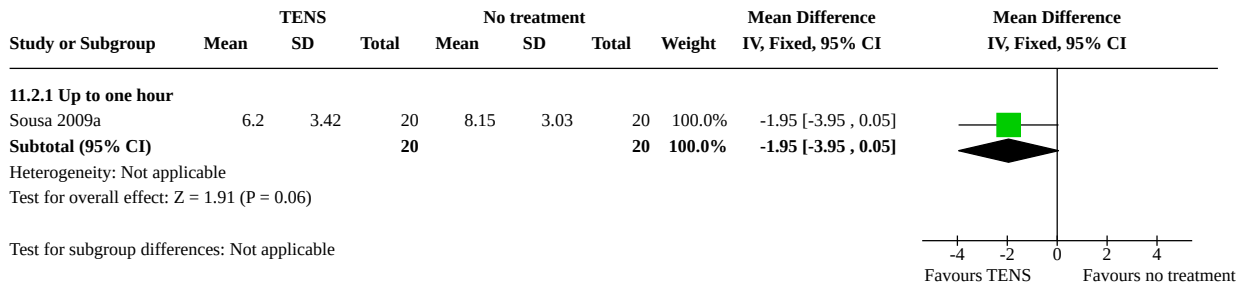 TENS No treatment Mean Difference Mean Difference
Study or Subgroup Mean SD Total Mean SD Total Weight IV, Fixed, 95% CI IV, Fixed, 95% CI
11.2.1 Up to one hour
Sousa 2009a 6.2 3.42 20 8.15 3.03 20 100.0% -1.95 [-3.95 , 0.05]
Subtotal (95% CI) 20 20 100.0% -1.95 [-3.95 , 0.05]
Heterogeneity: Not applicable
Test for overall effect: Z = 1.91 (P = 0.06)
Test for subgroup differences: Not applicable
-4 -2 0 2 4
Favours TENS Favours no treatment